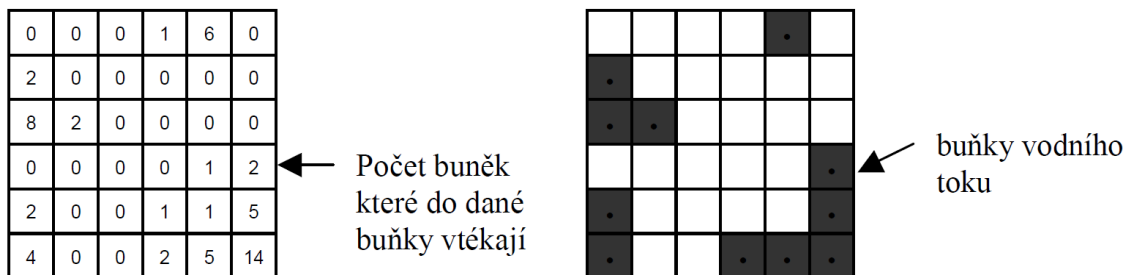 0 0 0 1 6 0
2 0 0 0 0 0
8 2 0 0 0 0
0 0 0 0 1 2
2 0 0 1 1 5
4 0 0 2 5 14
Počet buněk
které do dané
buňky vtékají
buňky vodního
toku